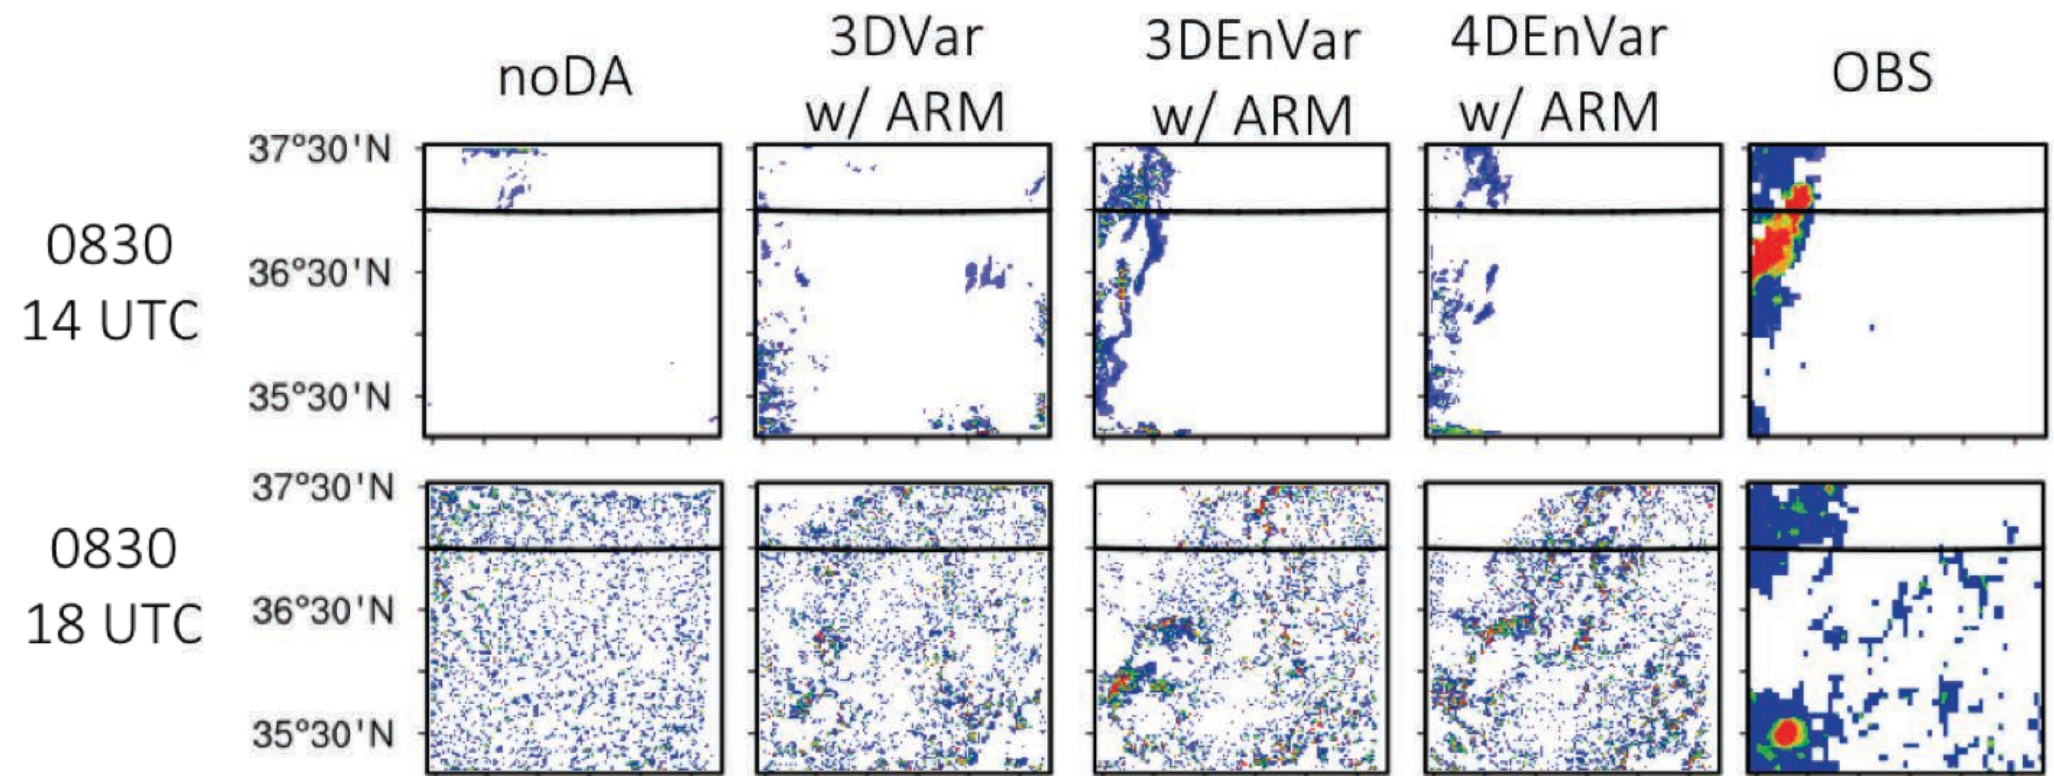 noDA
3DVar
w/ ARM
3DEnVar
w/ ARM
4DEnVar
w/ ARM
OBS
0830
14 UTC
37°30'N
36°30'N
35°30'N
0830
18 UTC
37°30'N
36°30'N
35°30'N